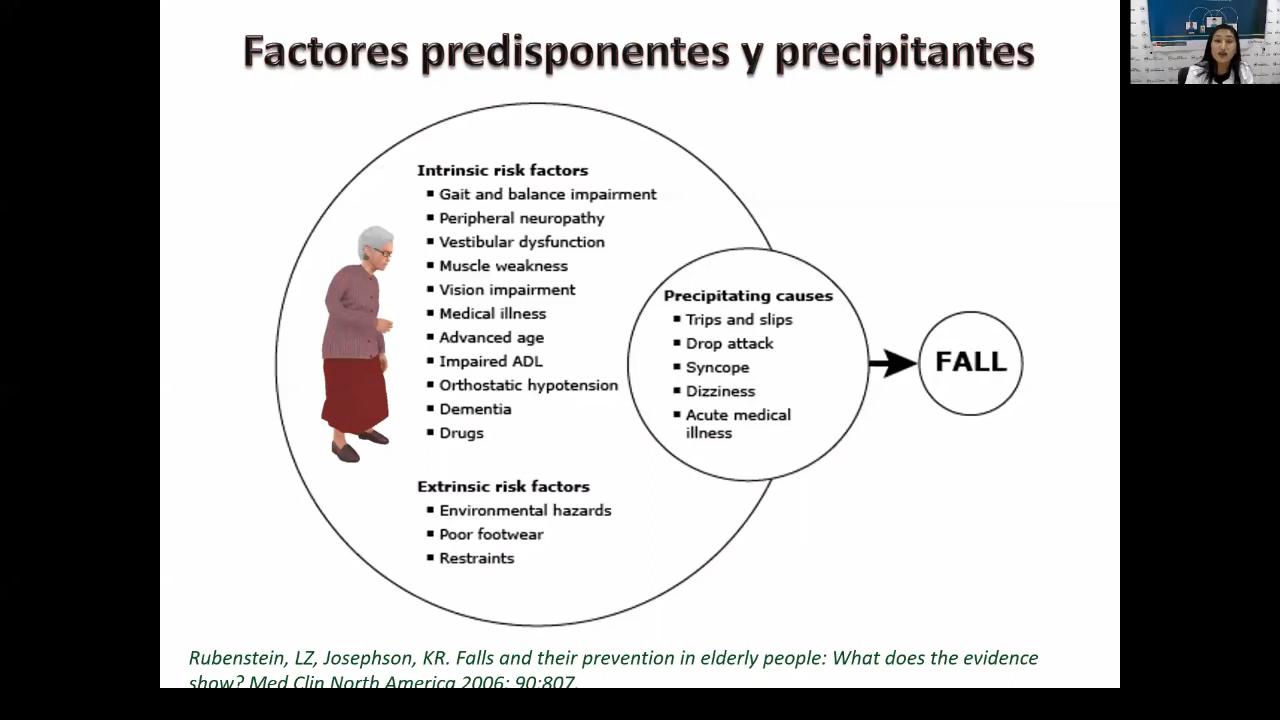 Factores predisponentes y precipitantes
Intrinsic risk factors
▪ Gait and balance impairment
▪ Peripheral neuropathy
▪ Vestibular dysfunction
▪ Muscle weakness
▪ Vision impairment
▪ Medical illness
▪ Advanced age
▪ Impaired ADL
▪ Orthostatic hypotension
▪ Dementia
▪ Drugs
Extrinsic risk factors
▪ Environmental hazards
▪ Poor footwear
▪ Restraints
Precipitating causes
▪ Trips and slips
▪ Drop attack
▪ Syncope
▪ Dizziness
▪ Acute medical
illness
FALL
Rubenstein, LZ, Josephson, KR. Falls and their prevention in elderly people: What does the evidence
show? Med Clin North America 2006; 90:807.